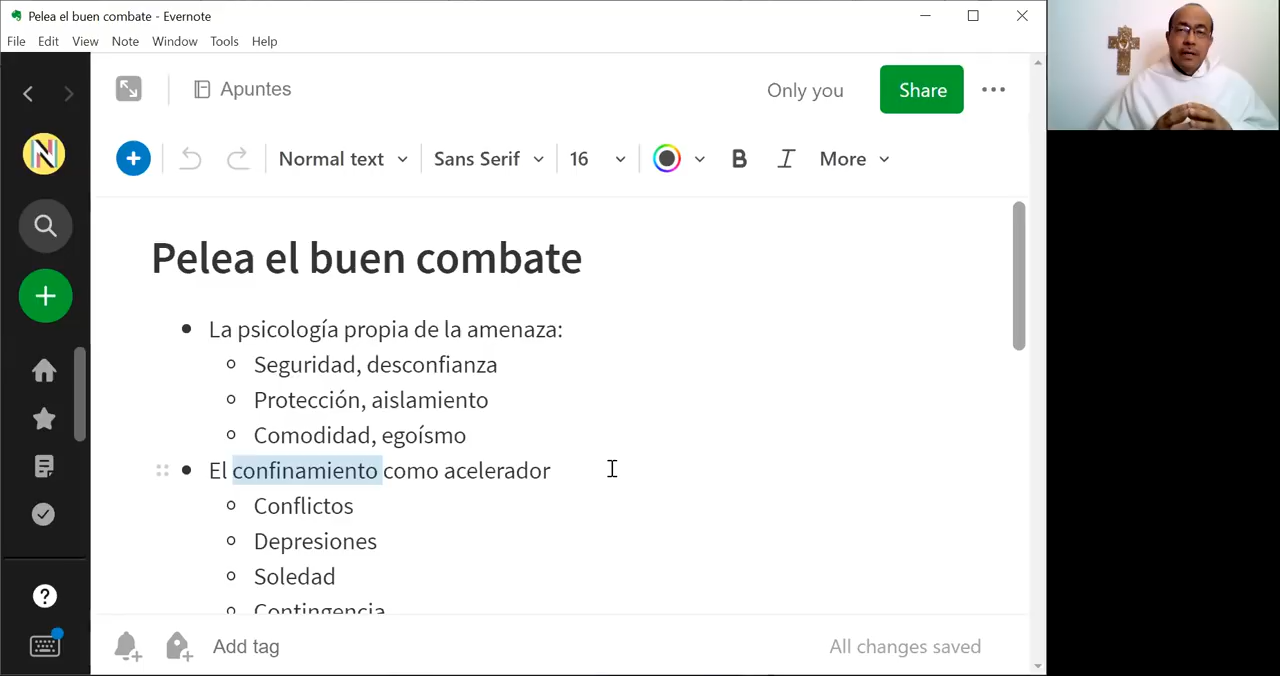 Pelea el buen combate - Evernote
File Edit View Note Window Tools Help
Apuntes
Only you
Share
Normal text
Sans Serif
16
B
I
More
Pelea el buen combate
La psicología propia de la amenaza:
Seguridad, desconfianza
Protección, aislamiento
Comodidad, egoísmo
El confinamiento como acelerador
Conflictos
Depresiones
Soledad
Contingencia
Add tag
All changes saved